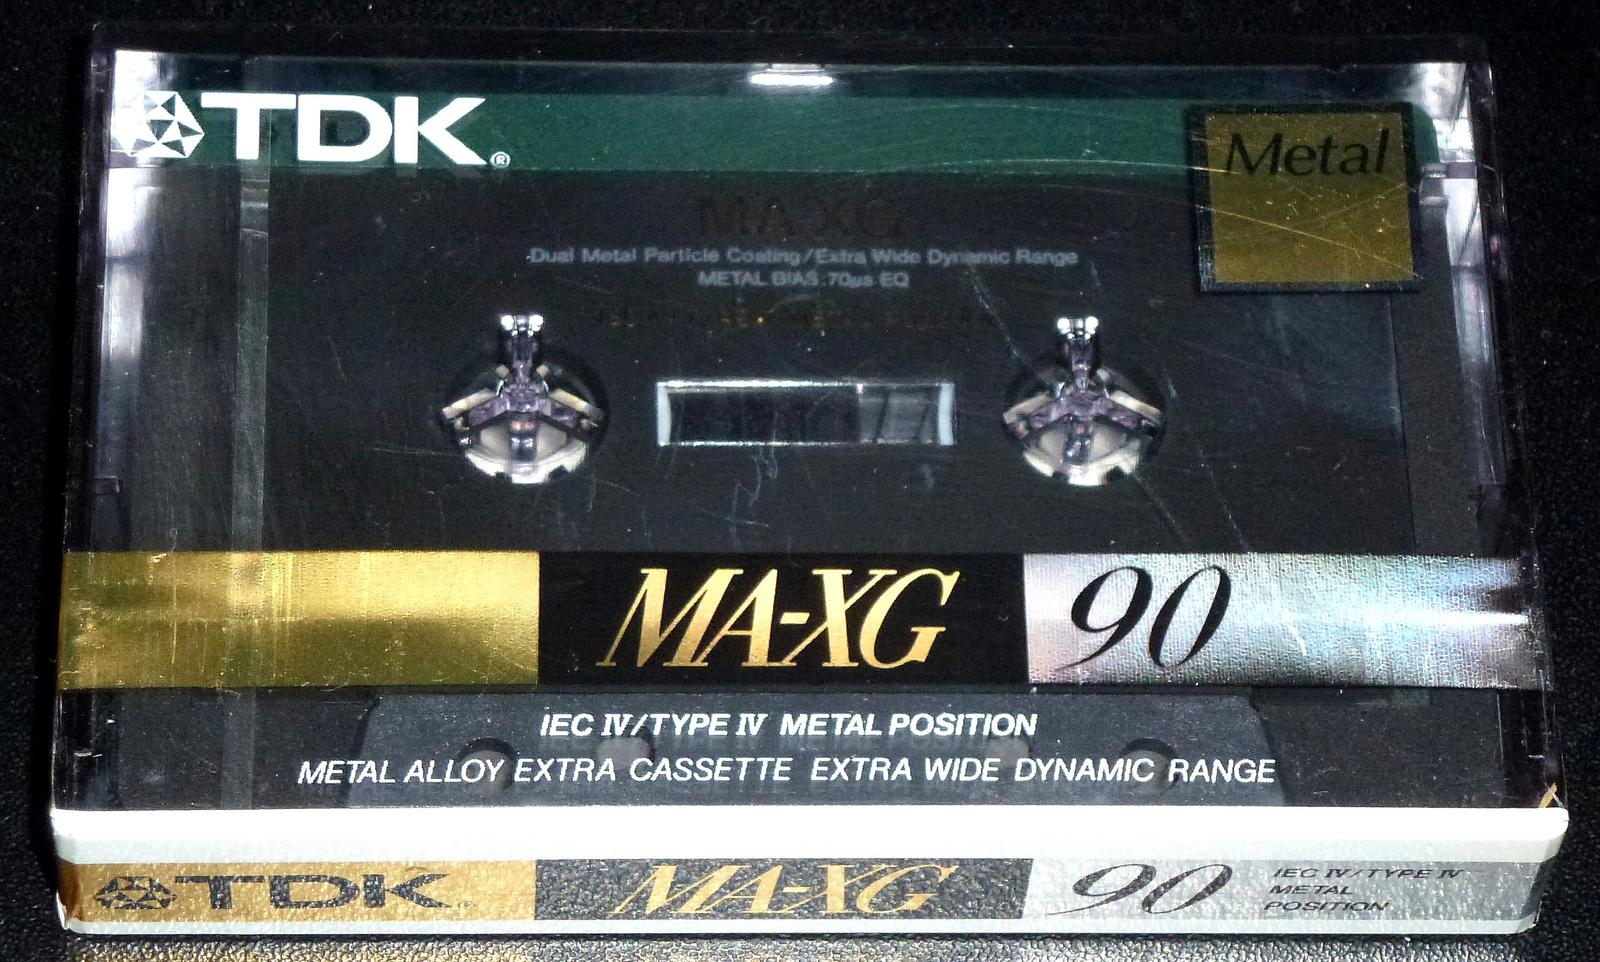 TDK®
Metal
MA-XG
Dual Metal Particle Coating/Extra Wide Dynamic Range
METAL BIAS·70µs EQ
MA-XG
90
IEC IV/TYPE IV METAL POSITION
METAL ALLOY EXTRA CASSETTE EXTRA WIDE DYNAMIC RANGE
TDK
MA-XG
90
IEC IV/TYPE IV
METAL
POSITION